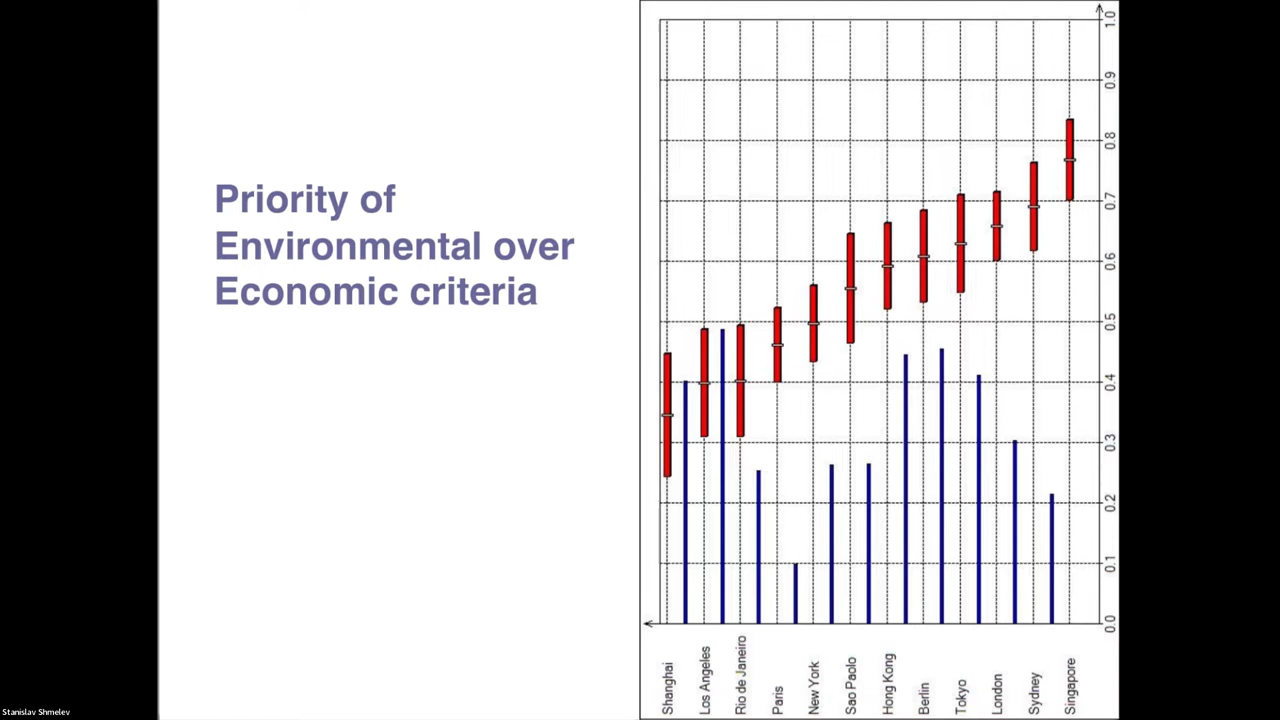 Priority of
Environmental over
Economic criteria
1.0
0.9
0.8
0.7
0.6
0.5
0.4
0.3
0.2
0.1
0.0
Shanghai
Los Angeles
Rio de Janeiro
Paris
New York
Sao Paolo
Hong Kong
Berlin
Tokyo
London
Sydney
Singapore
Stanislav Shmelev